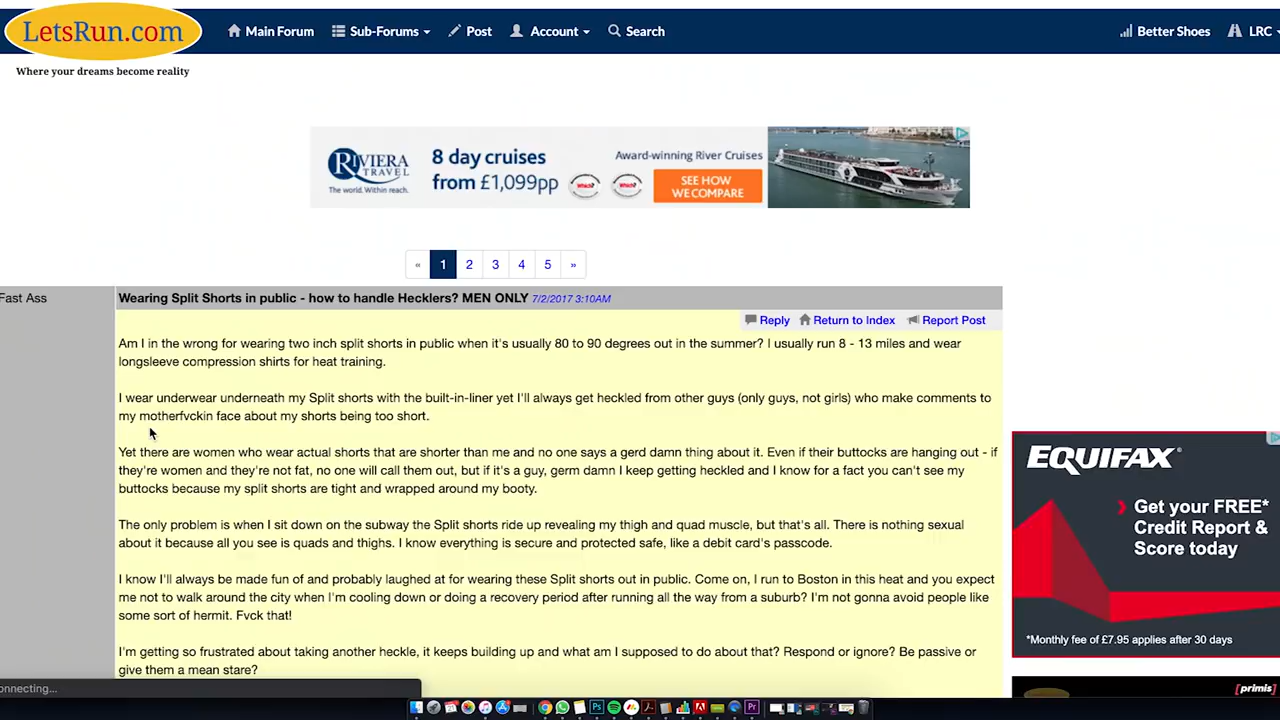 LetsRun.com
Where your dreams become reality
Main Forum Sub-Forums Post Account Search Better Shoes LRC
RIVIERA TRAVEL
The world. Within reach.
8 day cruises
from £1,099pp
Which? Which?
Award-winning River Cruises
SEE HOW
WE COMPARE
« 1 2 3 4 5 »
Fast Ass
Wearing Split Shorts in public - how to handle Hecklers? MEN ONLY 7/2/2017 3:10AM
Reply Return to Index Report Post
Am I in the wrong for wearing two inch split shorts in public when it's usually 80 to 90 degrees out in the summer? I usually run 8 - 13 miles and wear
longsleeve compression shirts for heat training.
I wear underwear underneath my Split shorts with the built-in-liner yet I'll always get heckled from other guys (only guys, not girls) who make comments to
my motherfvckin face about my shorts being too short.
Yet there are women who wear actual shorts that are shorter than me and no one says a gerd damn thing about it. Even if their buttocks are hanging out - if
they're women and they're not fat, no one will call them out, but if it's a guy, germ damn I keep getting heckled and I know for a fact you can't see my
buttocks because my split shorts are tight and wrapped around my booty.
The only problem is when I sit down on the subway the Split shorts ride up revealing my thigh and quad muscle, but that's all. There is nothing sexual
about it because all you see is quads and thighs. I know everything is secure and protected safe, like a debit card's passcode.
I know I'll always be made fun of and probably laughed at for wearing these Split shorts out in public. Come on, I run to Boston in this heat and you expect
me not to walk around the city when I'm cooling down or doing a recovery period after running all the way from a suburb? I'm not gonna avoid people like
some sort of hermit. Fvck that!
I'm getting so frustrated about taking another heckle, it keeps building up and what am I supposed to do about that? Respond or ignore? Be passive or
give them a mean stare?
EQUIFAX
Get your FREE*
Credit Report &
Score today
*Monthly fee of £7.95 applies after 30 days
[primis]
onnecting...